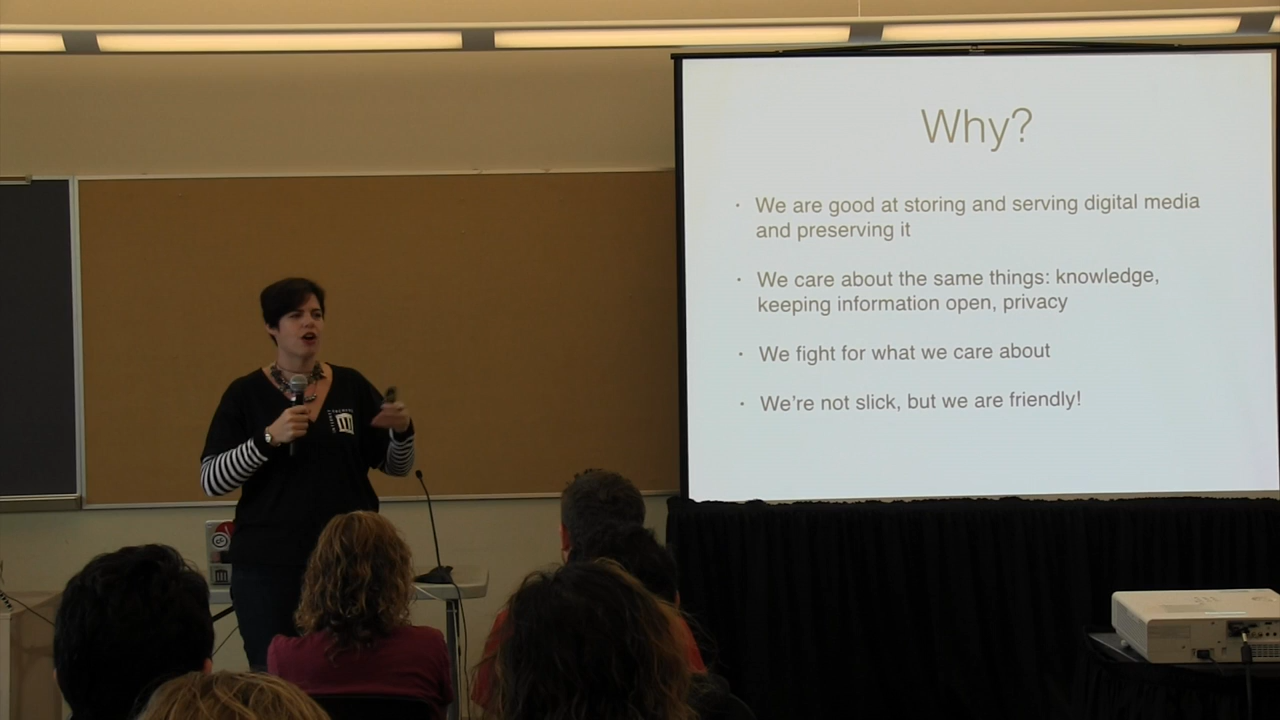 Why?
· We are good at storing and serving digital media
and preserving it
· We care about the same things: knowledge,
keeping information open, privacy
· We fight for what we care about
· We're not slick, but we are friendly!
INTERNET ARCHIVE